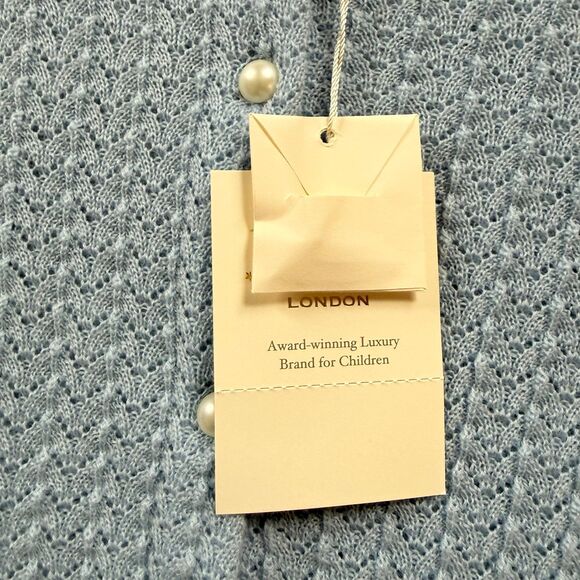 LONDON
Award-winning Luxury
Brand for Children